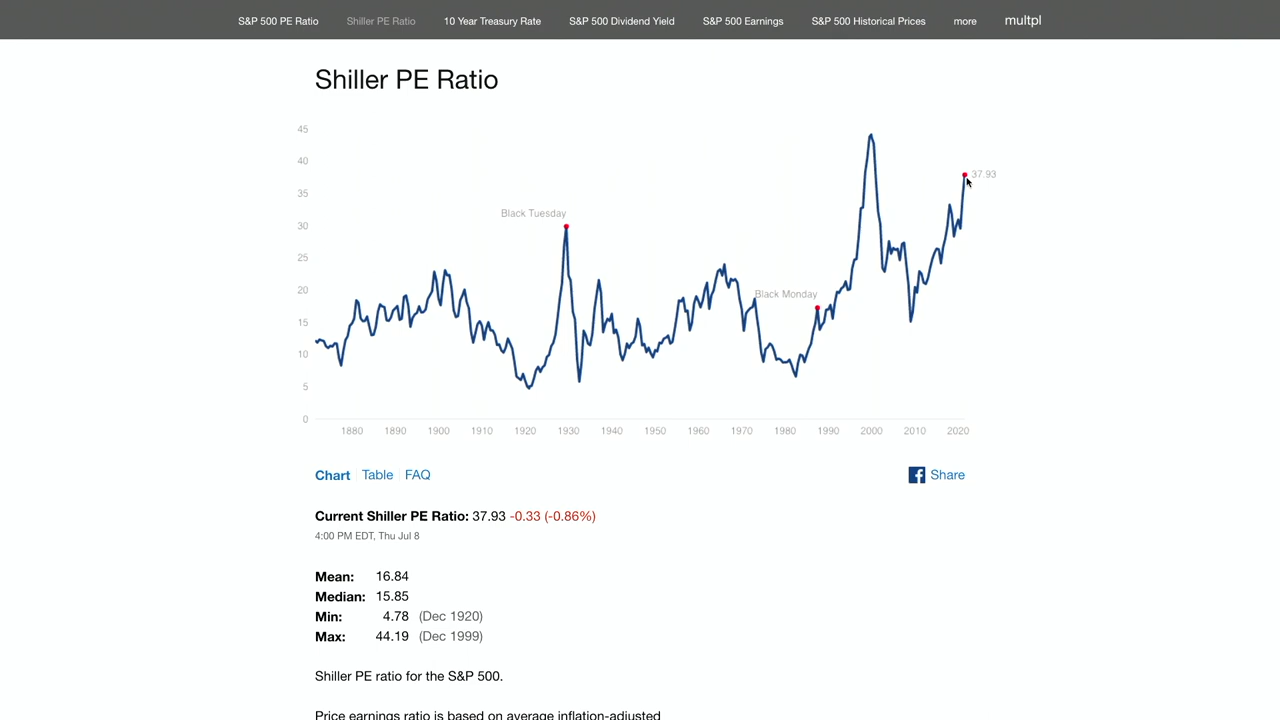 S&P 500 PE Ratio Shiller PE Ratio 10 Year Treasury Rate S&P 500 Dividend Yield S&P 500 Earnings S&P 500 Historical Prices more multpl
Shiller PE Ratio
45
40
37.93
35
Black Tuesday
30
25
20
Black Monday
15
10
5
0
1880 1890 1900 1910 1920 1930 1940 1950 1960 1970 1980 1990 2000 2010 2020
Chart Table FAQ
Share
Current Shiller PE Ratio: 37.93 -0.33 (-0.86%)
4:00 PM EDT, Thu Jul 8
Mean: 16.84
Median: 15.85
Min: 4.78 (Dec 1920)
Max: 44.19 (Dec 1999)
Shiller PE ratio for the S&P 500.
Price earnings ratio is based on average inflation-adjusted